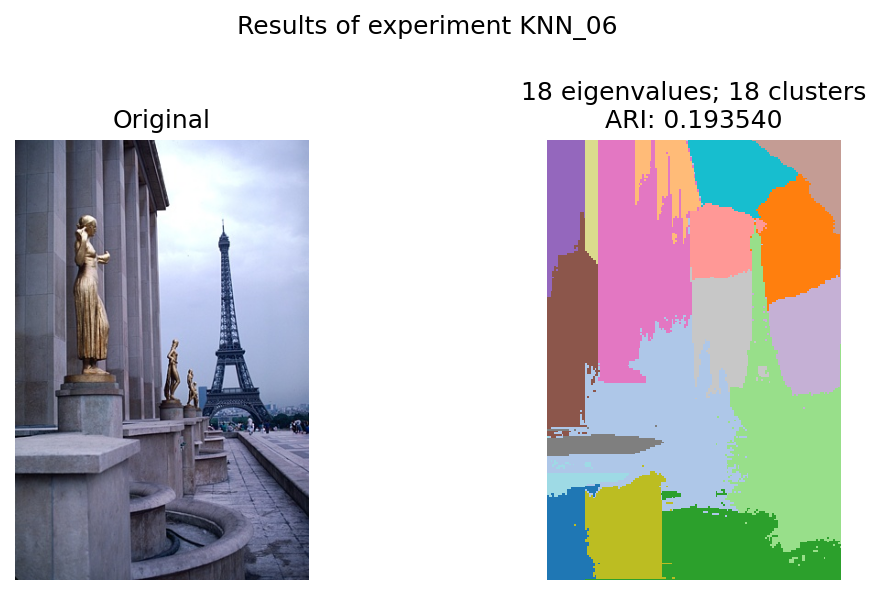 Results of experiment KNN_06
Original
18 eigenvalues; 18 clusters
ARI: 0.193540